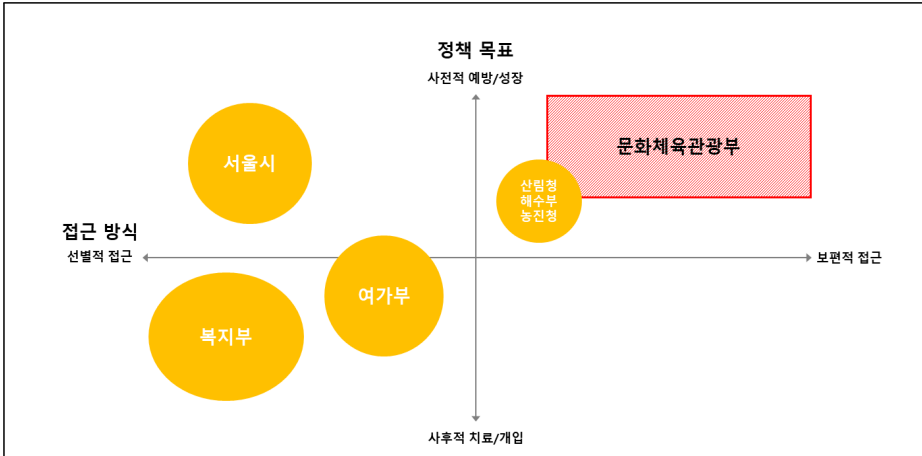 정책 목표
사전적 예방/성장
서울시
문화체육관광부
산림청
해수부
농진청
접근 방식
선별적 접근
보편적 접근
여가부
복지부
사후적 치료/개입